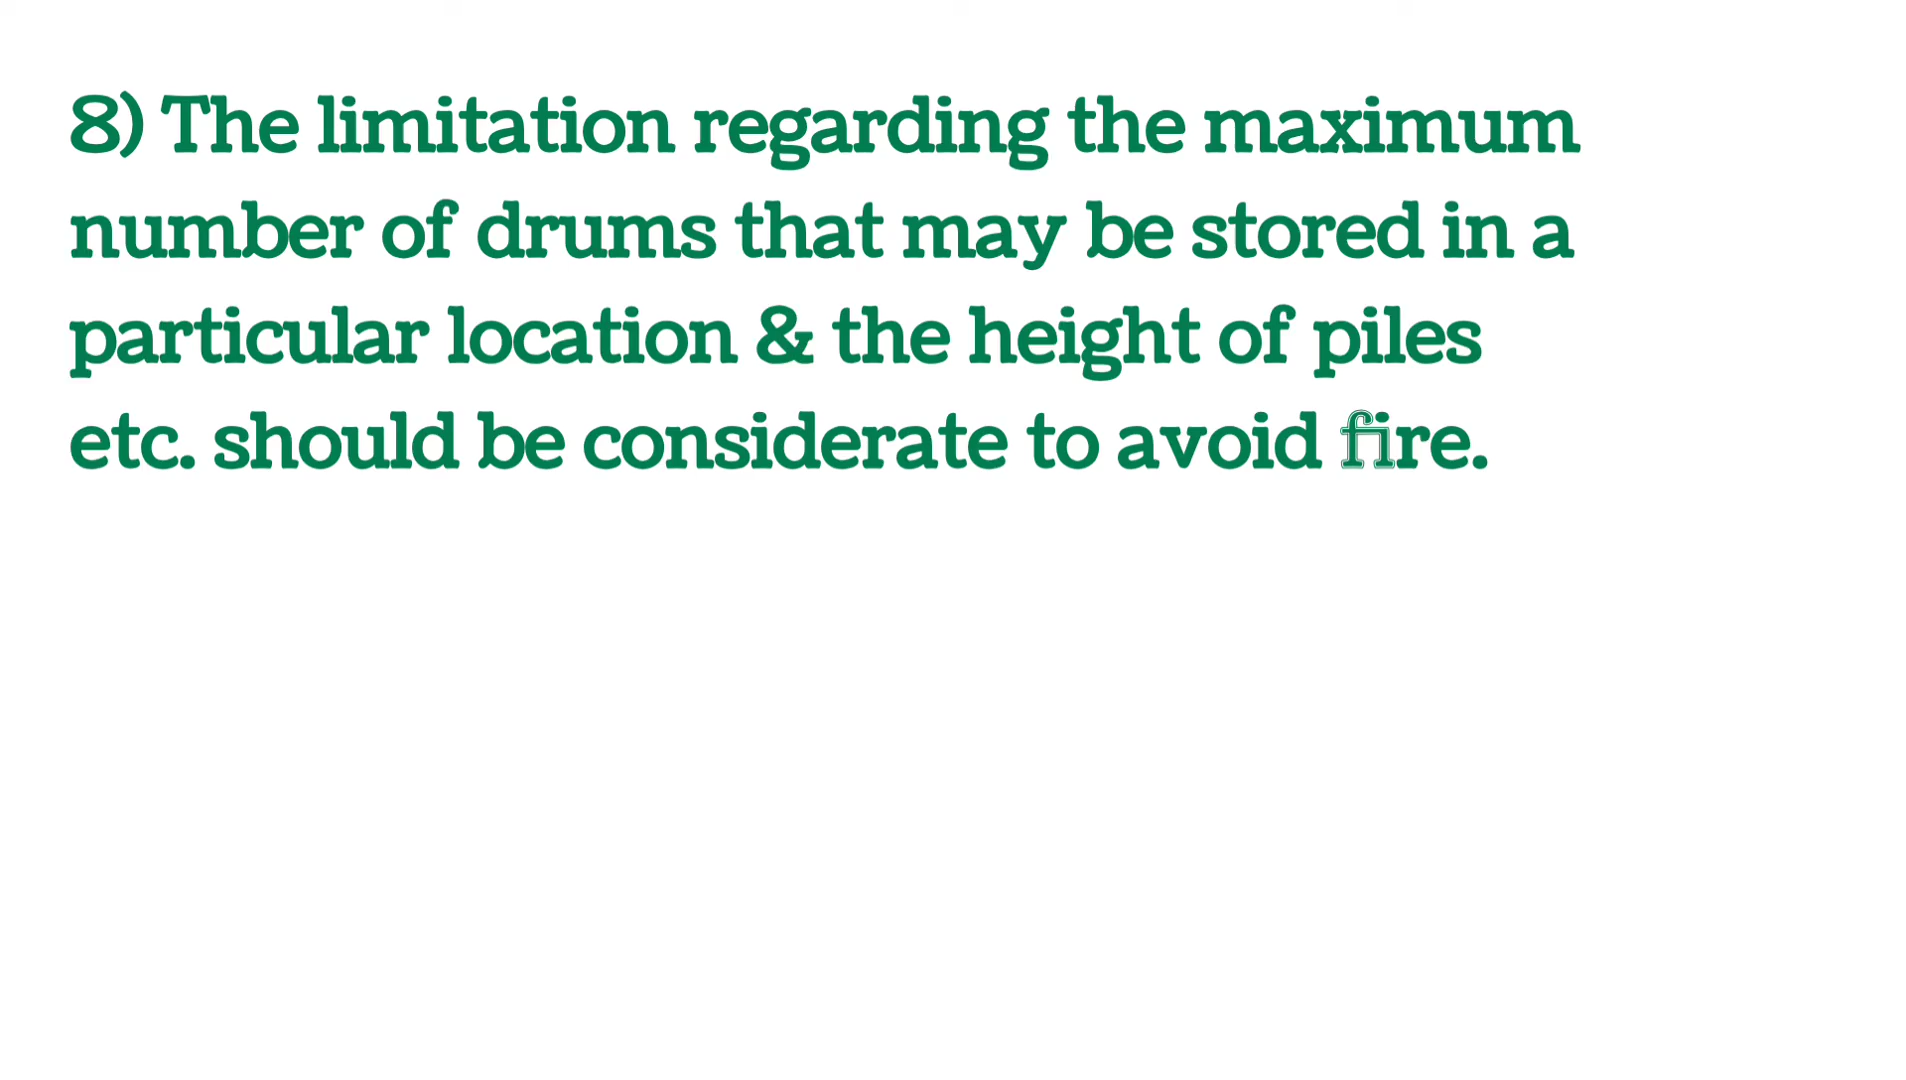 8) The limitation regarding the maximum
number of drums that may be stored in a
particular location & the height of piles
etc. should be considerate to avoid fire.